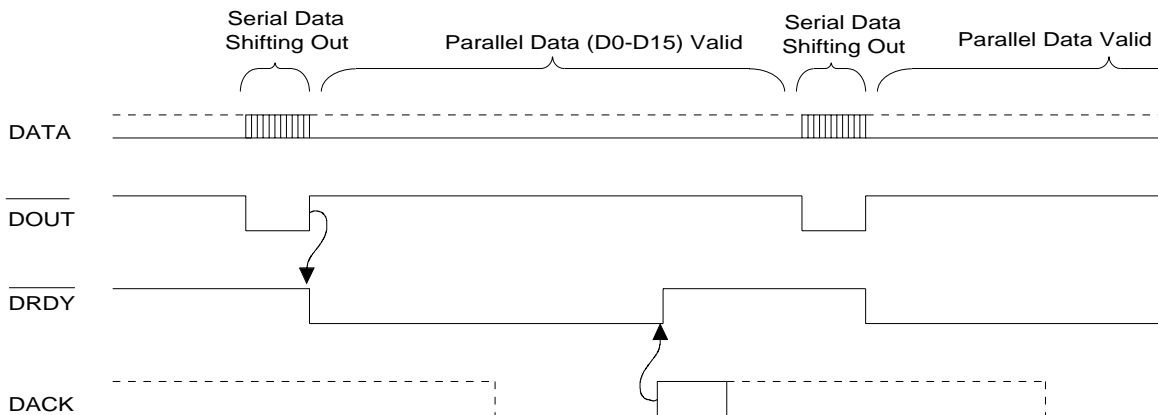 Serial Data
Shifting Out
Parallel Data (D0-D15) Valid
Serial Data
Shifting Out
Parallel Data Valid
DATA
DOUT
DRDY
DACK